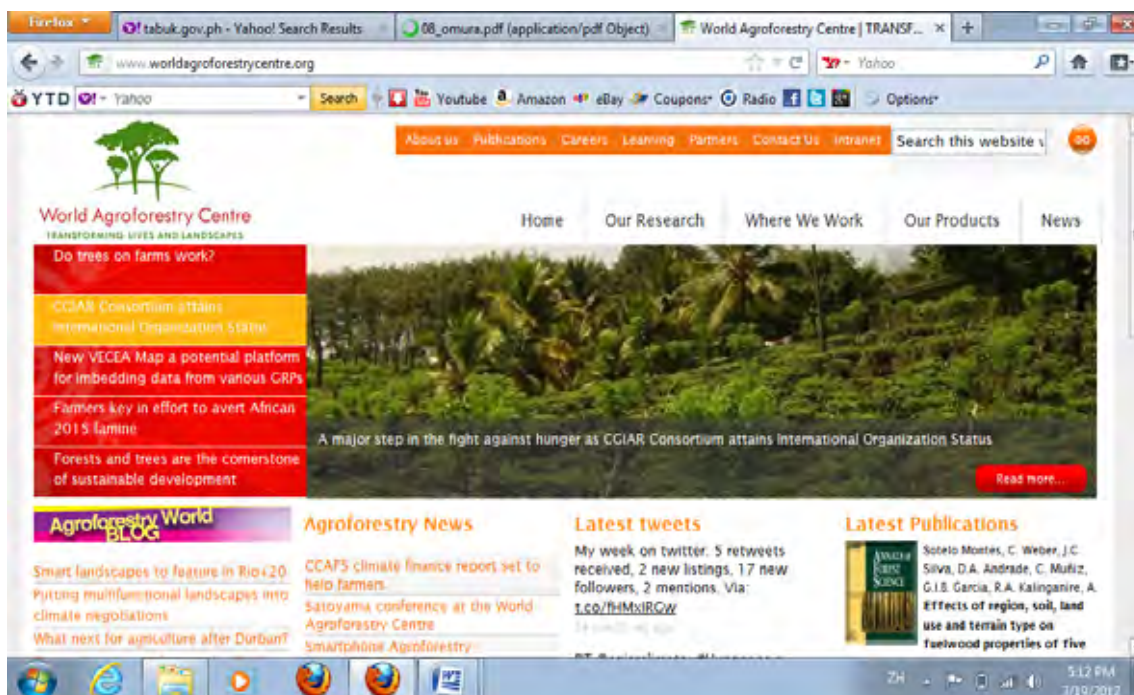 Firefox
tabuk.gov.ph - Yahoo! Search Results
08_omura.pdf (application/pdf Object)
World Agroforestry Centre | TRANSF...
www.worldagroforestrycentre.org
Yahoo
YTD
Yahoo
Search
Youtube
Amazon
eBay
Coupons
Radio
Options
About us Publications Careers Learning Partners Contact Us Intranet
Search this website
GO
World Agroforestry Centre
TRANSFORMING LIVES AND LANDSCAPES
Home Our Research Where We Work Our Products News
Do trees on farms work?
CGIAR Consortium attains
International Organization Status
New VECEA Map a potential platform
for imbedding data from various CRPs
Farmers key in effort to avert African
2015 famine
Forests and trees are the cornerstone
of sustainable development
A major step in the fight against hunger as CGIAR Consortium attains International Organization Status
Read more...
Agroforestry World
BLOG
Smart landscapes to feature in Rio+20
Putting multifunctional landscapes into
climate negotiations
What next for agriculture after Durban?
Agroforestry News
CCAFS climate finance report set to
help farmers
Satoyama conference at the World
Agroforestry Centre
Smartphone Agroforestry
Latest tweets
My week on twitter: 5 retweets
received, 2 new listings, 17 new
followers, 2 mentions. Via:
t.co/fHMxIRGw
Latest Publications
ANNALS OF
FOREST
SCIENCE
Sotelo Montes, C. Weber, J.C.
Silva, D.A. Andrade, C. Muñiz,
G.I.B. Garcia, R.A. Kalinganire, A.
Effects of region, soil, land
use and terrain type on
fuelwood properties of five
ZH
5:12 PM
3/19/2012